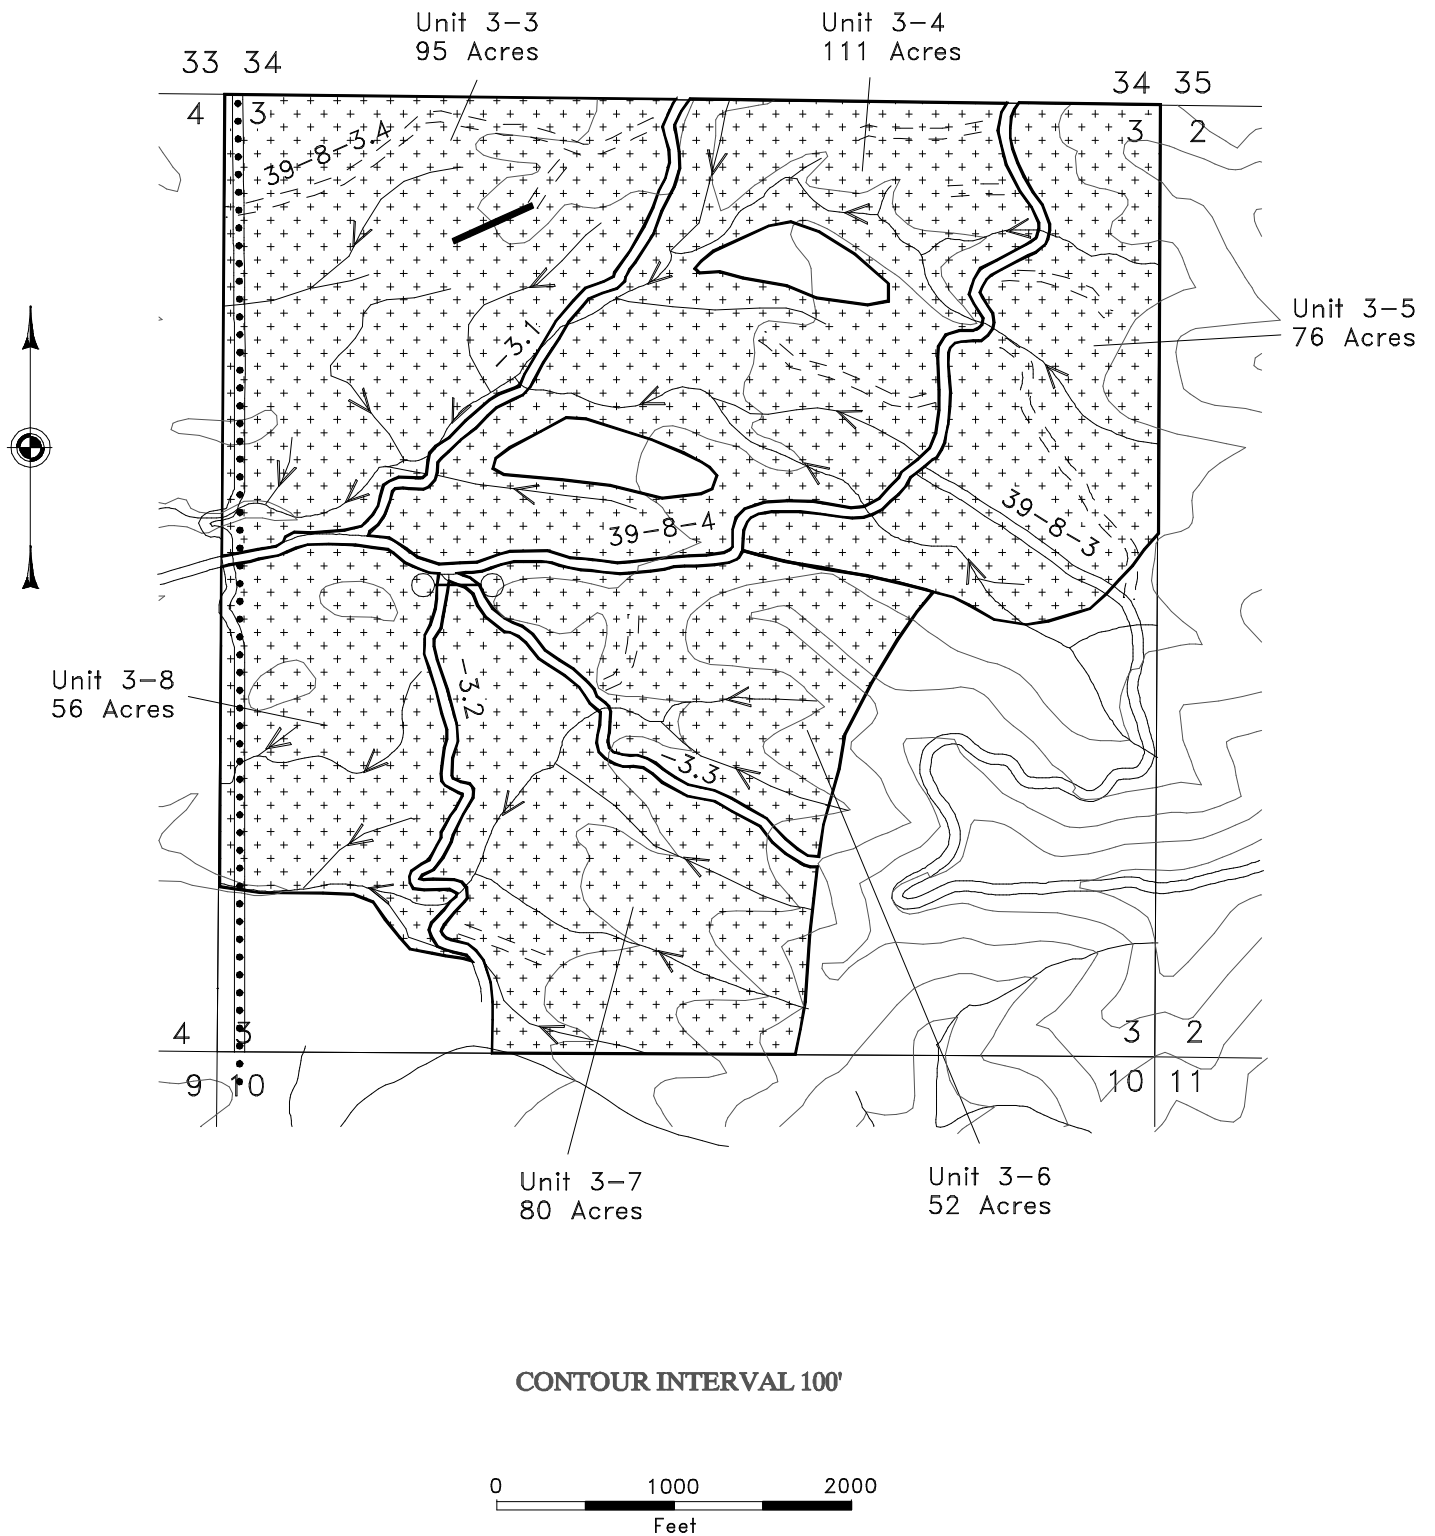 Unit 3-3
95 Acres
Unit 3-4
111 Acres
33 34
34 35
4 3
3 2
39-8-3.4
Unit 3-5
76 Acres
-3.1
39-8-4
39-8-3
Unit 3-8
56 Acres
-3.2
-3.3
4 3
3 2
9 10
10 11
Unit 3-7
80 Acres
Unit 3-6
52 Acres
CONTOUR INTERVAL 100'
0 1000 2000
Feet